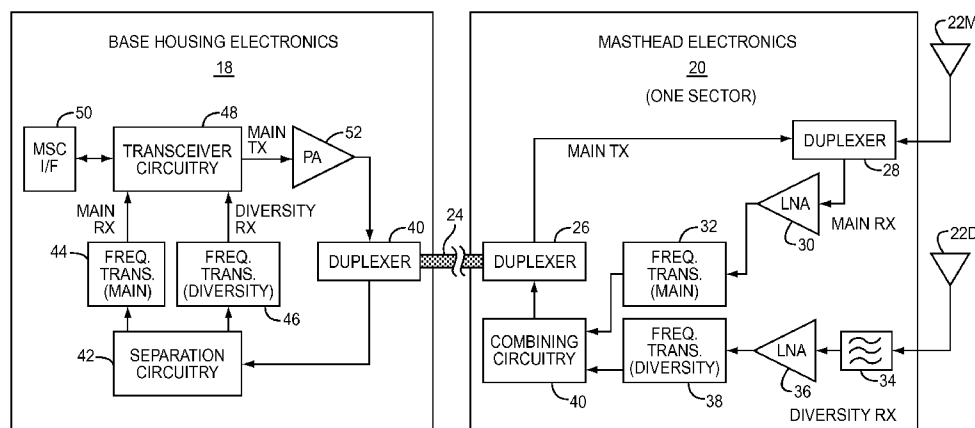 BASE HOUSING ELECTRONICS
18
50
MSC
I/F
48
TRANSCEIVER
CIRCUITRY
MAIN
TX
52
PA
MAIN
RX
DIVERSITY
RX
44
FREQ.
TRANS.
(MAIN)
FREQ.
TRANS.
(DIVERSITY)
46
40
DUPLEXER
42
SEPARATION
CIRCUITRY
24
MASTHEAD ELECTRONICS
20
(ONE SECTOR)
22M
MAIN TX
DUPLEXER
28
LNA
30
MAIN RX
26
DUPLEXER
32
FREQ.
TRANS.
(MAIN)
22D
COMBINING
CIRCUITRY
40
FREQ.
TRANS.
(DIVERSITY)
38
LNA
36
34
DIVERSITY RX